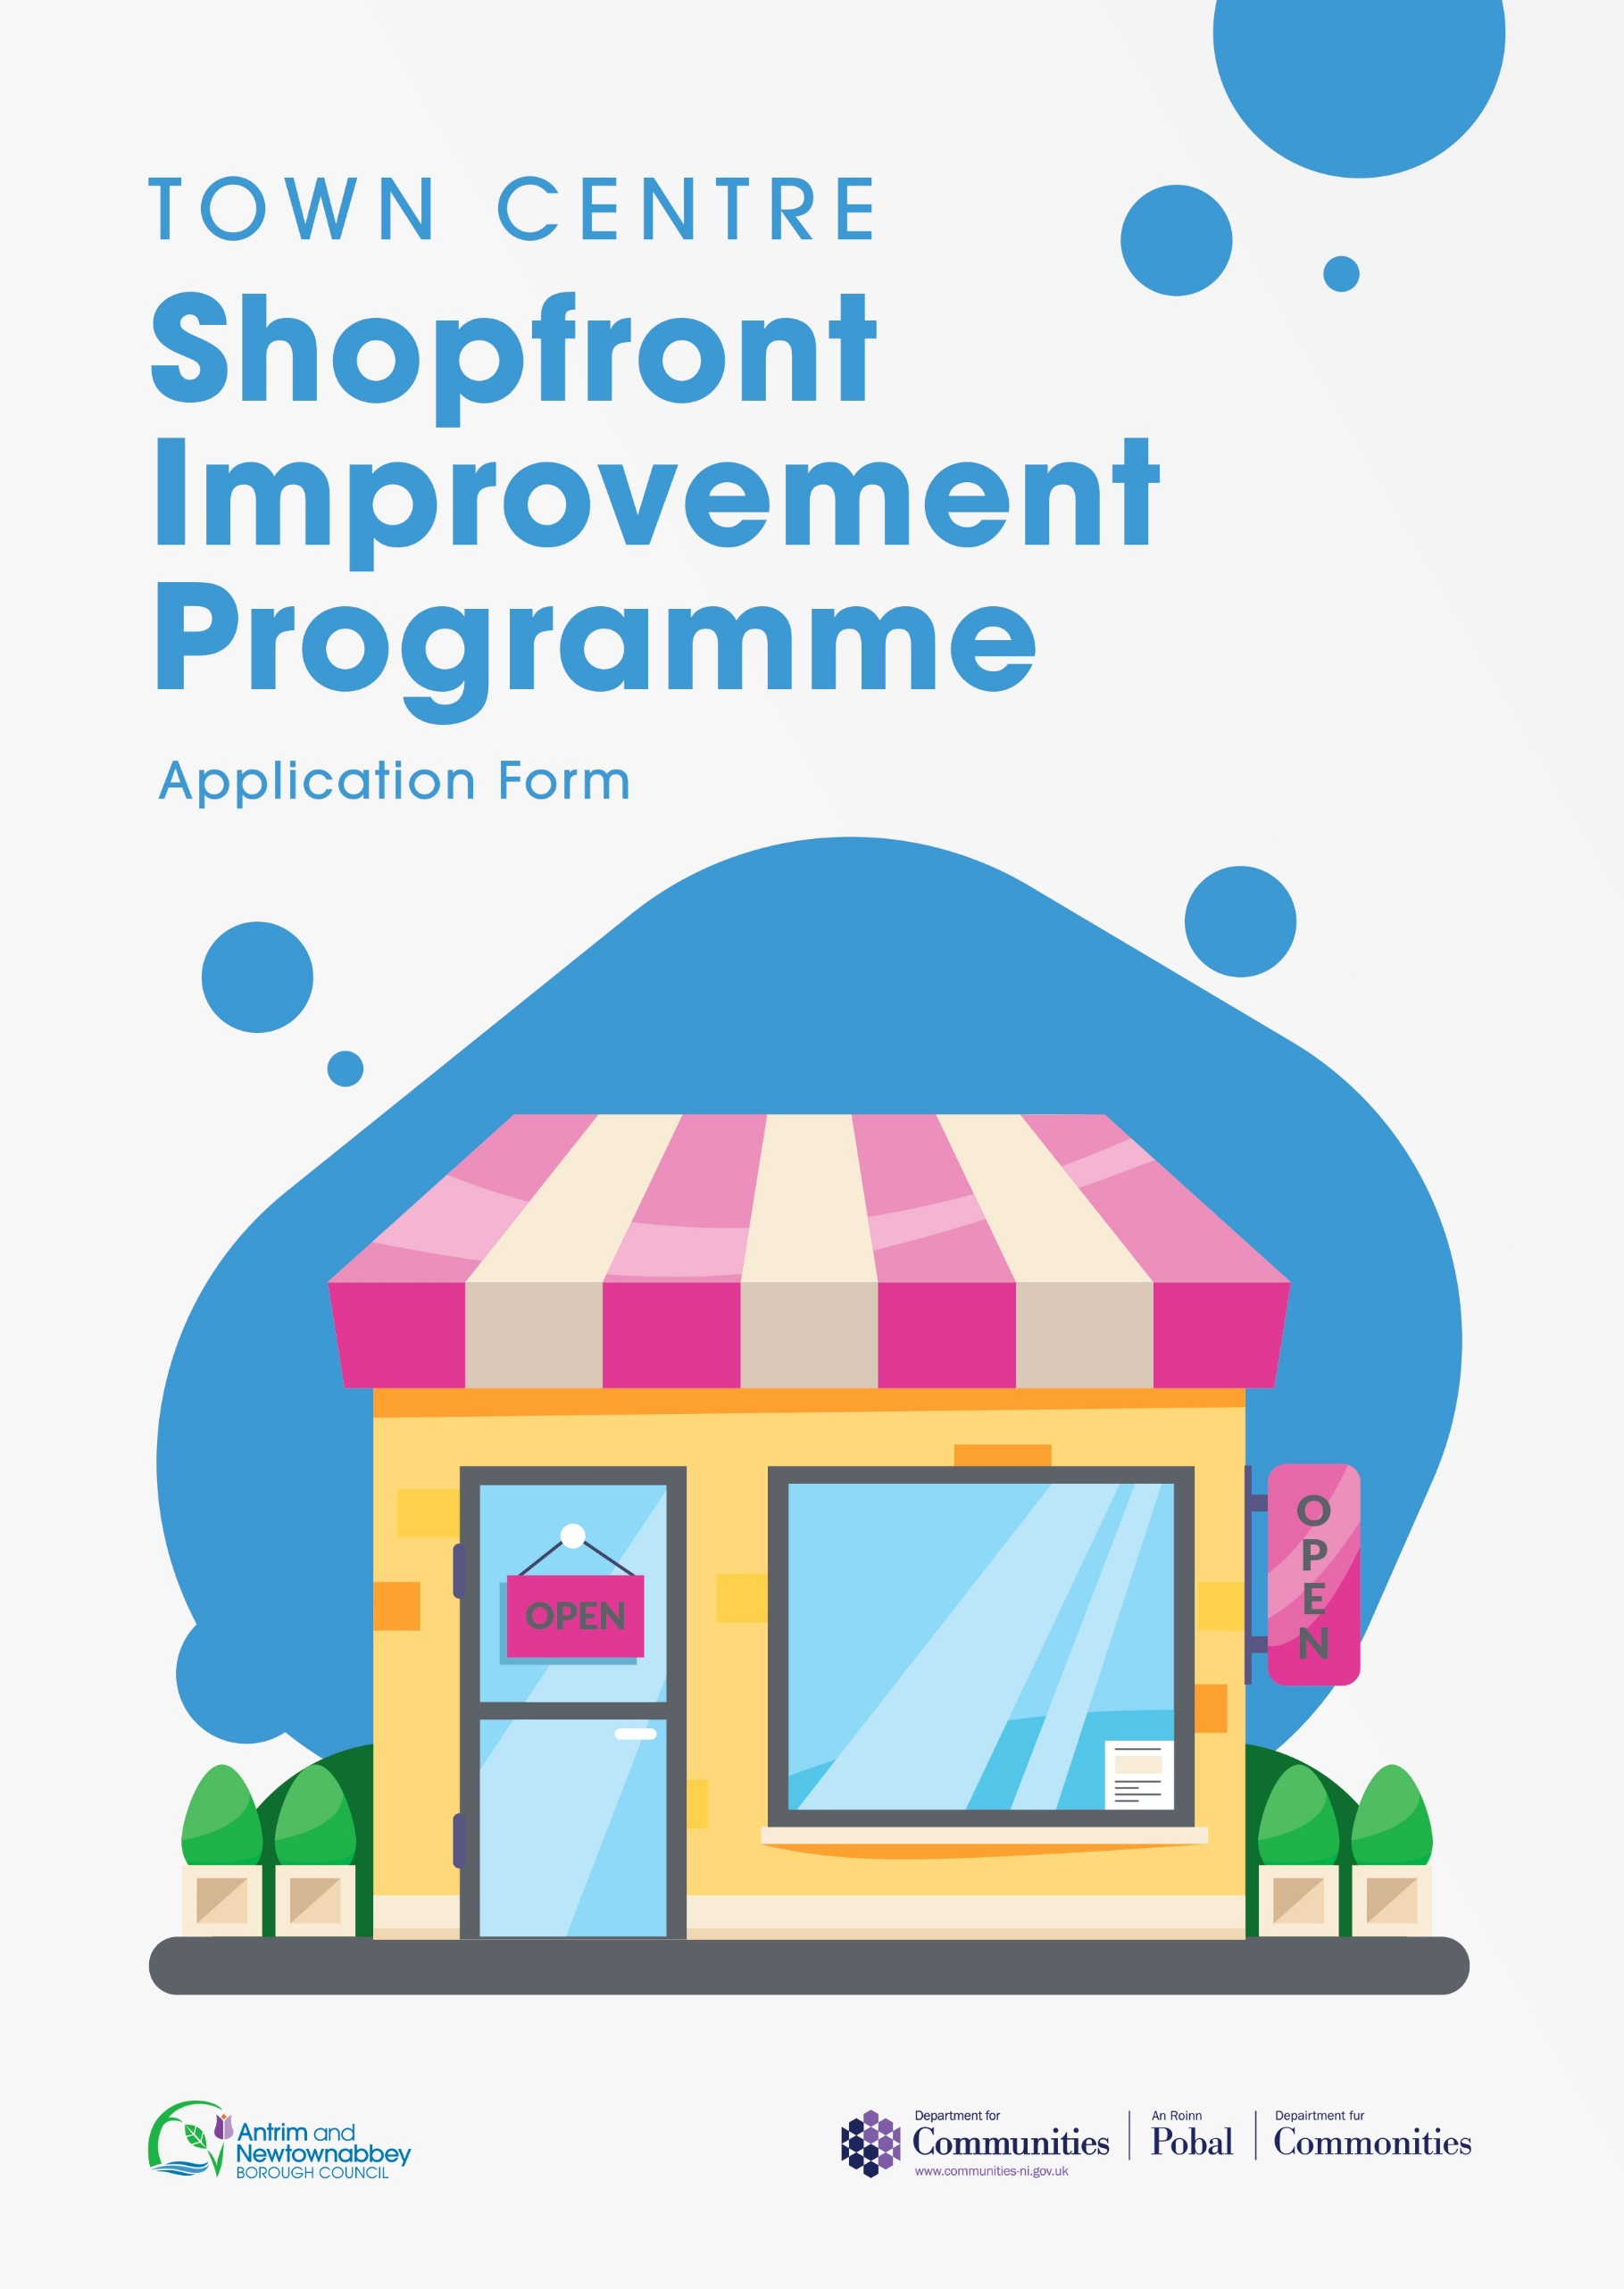 TOWN CENTRE
Shopfront
Improvement
Programme
Application Form
OPEN
OPEN
Antrim and
Newtownabbey
BOROUGH COUNCIL
Department for
Communities
www.communities-ni.gov.uk
An Roinn
Pobal
Depairtment fur
Commonities